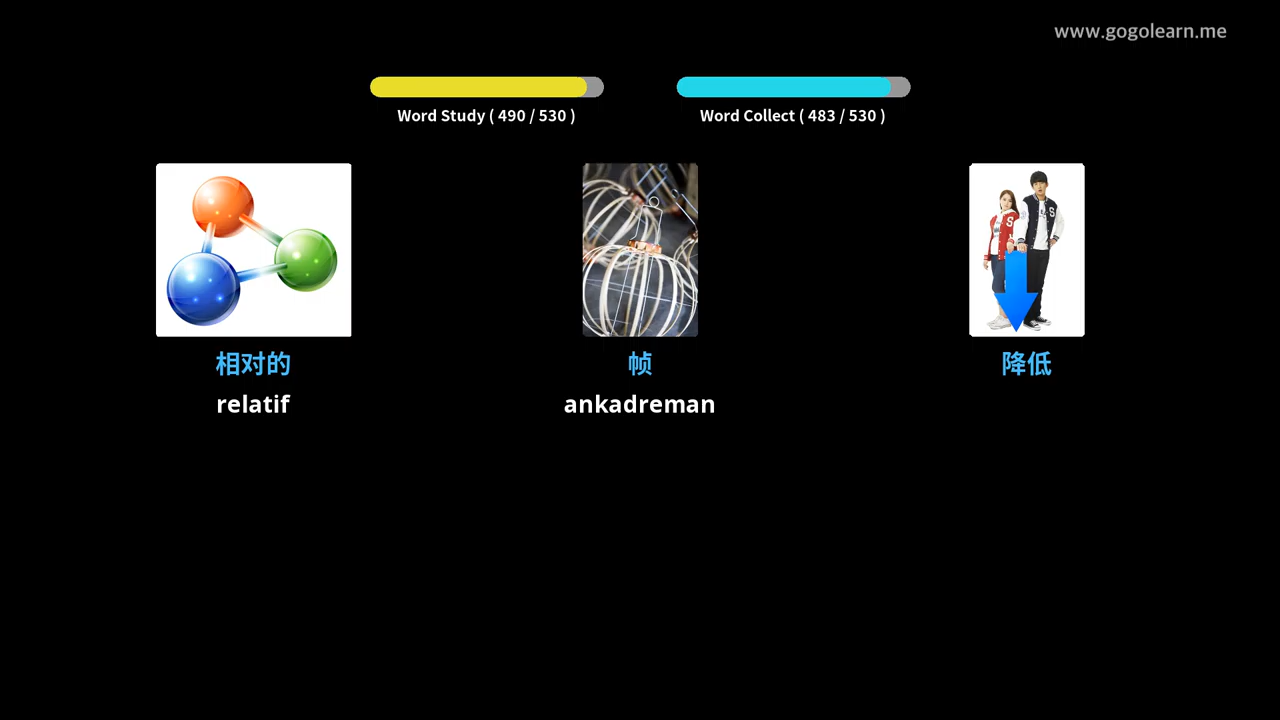 www.gogolearn.me
Word Study ( 490 / 530 )
Word Collect ( 483 / 530 )
S
S
相对的
帧
降低
relatif
ankadreman